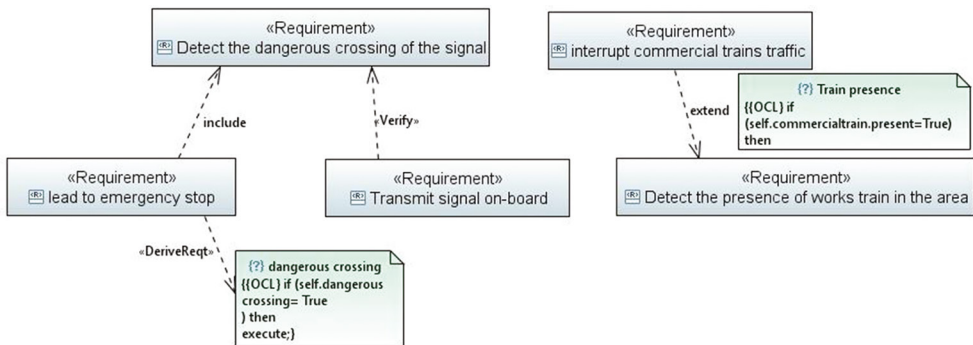 «Requirement»
Detect the dangerous crossing of the signal
«Requirement»
interrupt commercial trains traffic
{?} Train presence
{{OCL) if
(self.commercialtrain.present=True)
then
include
«Verify»
extend
«Requirement»
lead to emergency stop
«Requirement»
Transmit signal on-board
«Requirement»
Detect the presence of works train in the area
«DeriveReqt»
{?} dangerous crossing
{{OCL) if (self.dangerous
crossing= True
) then
execute;}